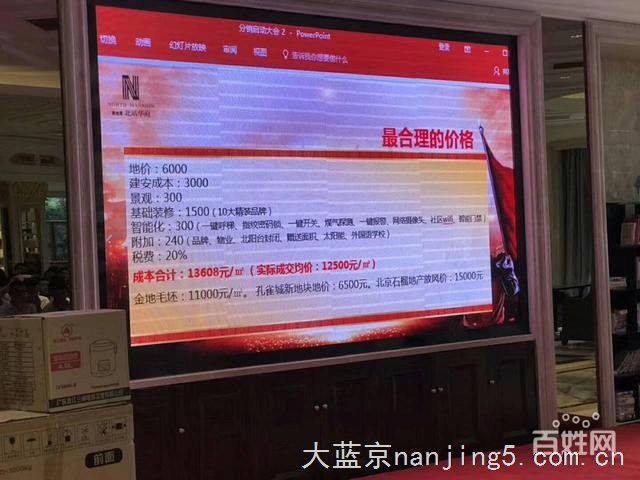 分销启动大会 2 - PowerPoint
登录
切换 动画 幻灯片放映 审阅 视图 告诉我你想要做什么
N
NORTH MANSION
北站华府
最合理的价格
地价：6000
建安成本：3000
景观：300
基础装修：1500（10大精装品牌）
智能化：300（一键呼梯、指纹密码锁、一键开关、煤气探测、一键报警、网络摄像头、社区wifi、智能门禁）
附加：240（品牌、物业、北阳台封闭、赠送面积、太阳能、外国语学校）
税费：20%
成本合计：13608元/㎡（实际成交均价：12500元/㎡）
金地毛坯：11000元/㎡。孔雀城新地块地价：6500元。北京石榴地产放风价：15000元
前面
百姓网
大蓝京nanjing5.com.cn